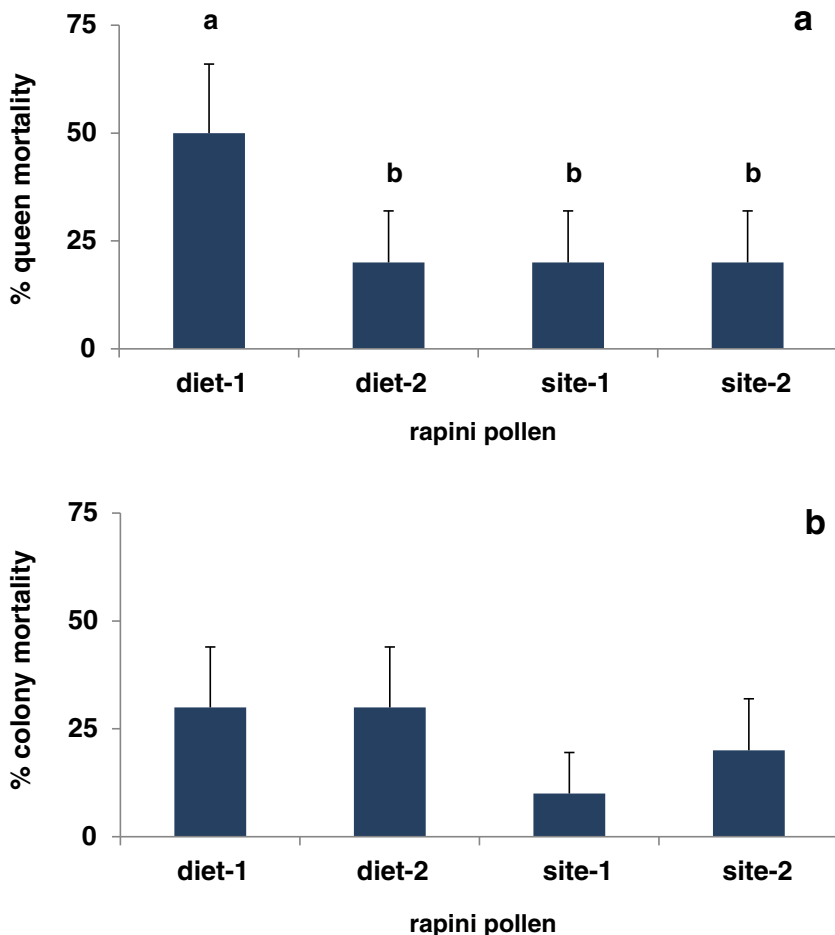 75
a
a
% queen mortality
50
b
b
b
25
0
diet-1
diet-2
site-1
site-2
rapini pollen
75
b
% colony mortality
50
25
0
diet-1
diet-2
site-1
site-2
rapini pollen